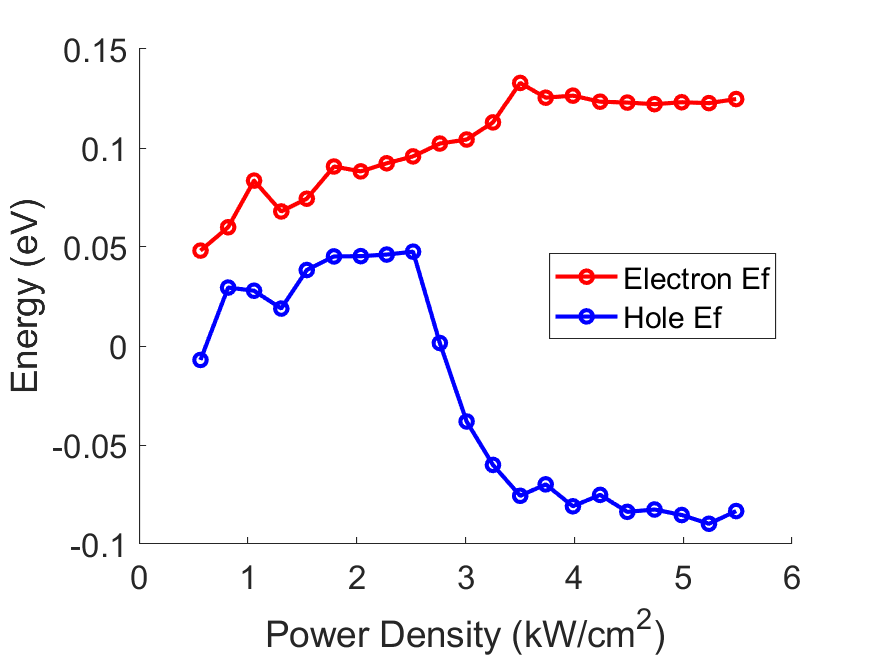 0.15
0.1
0.05
0
-0.05
-0.1
Energy (eV)
Electron Ef
Hole Ef
0 1 2 3 4 5 6
Power Density (kW/cm²)